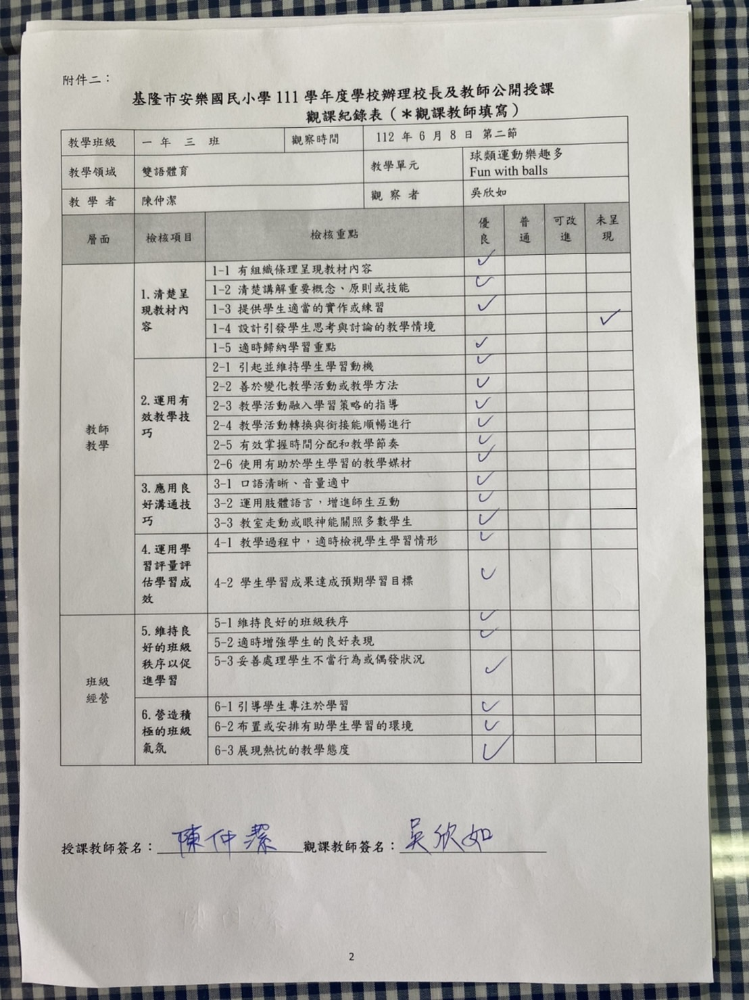 附件二：
基隆市安樂國民小學 111 學年度學校辦理校長及教師公開授課
觀課紀錄表（＊觀課教師填寫）
教學班級 一 年 三 班 觀察時間 112 年 6 月 8 日 第二節
教學領域 雙語體育 教學單元 球類運動樂趣多
Fun with balls
教 學 者 陳仲潔 觀 察 者 吳欣如
層面 檢核項目 檢核重點 優良 普通 可改進 未呈現
教師
教學
1.清楚呈
現教材內
容
1-1 有組織條理呈現教材內容 ✓
1-2 清楚講解重要概念、原則或技能 ✓
1-3 提供學生適當的實作或練習 ✓
1-4 設計引發學生思考與討論的教學情境 ✓
1-5 適時歸納學習重點 ✓
2.運用有
效教學技
巧
2-1 引起並維持學生學習動機 ✓
2-2 善於變化教學活動或教學方法 ✓
2-3 教學活動融入學習策略的指導 ✓
2-4 教學活動轉換與銜接能順暢進行 ✓
2-5 有效掌握時間分配和教學節奏 ✓
2-6 使用有助於學生學習的教學媒材 ✓
3.應用良
好溝通技
巧
3-1 口語清晰、音量適中 ✓
3-2 運用肢體語言，增進師生互動 ✓
3-3 教室走動或眼神能關照多數學生 ✓
4.運用學
習評量評
估學習成
效
4-1 教學過程中，適時檢視學生學習情形 ✓
4-2 學生學習成果達成預期學習目標 ✓
班級
經營
5.維持良
好的班級
秩序以促
進學習
5-1 維持良好的班級秩序 ✓
5-2 適時增強學生的良好表現 ✓
5-3 妥善處理學生不當行為或偶發狀況 ✓
6.營造積
極的班級
氣氛
6-1 引導學生專注於學習 ✓
6-2 布置或安排有助學生學習的環境 ✓
6-3 展現熱忱的教學態度 ✓
授課教師簽名：陳仲潔 觀課教師簽名：吳欣如
2